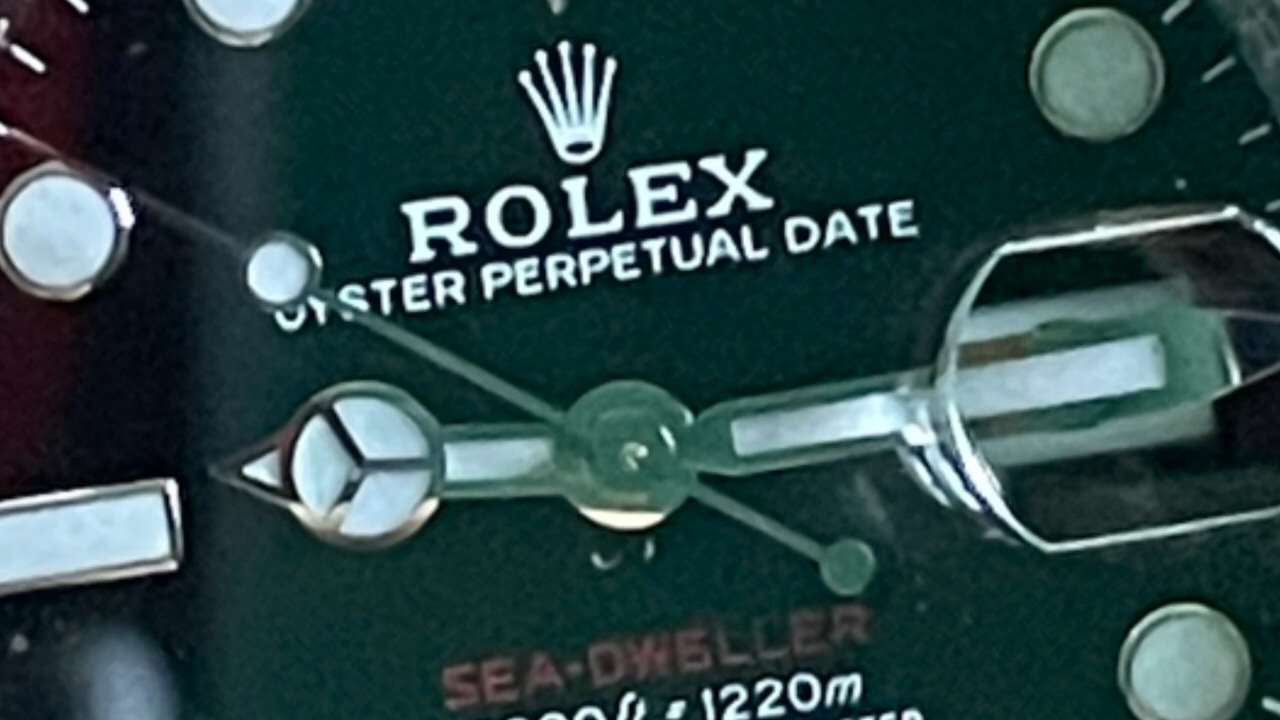 ROLEX
OYSTER PERPETUAL DATE
SEA-DWELLER
1220m